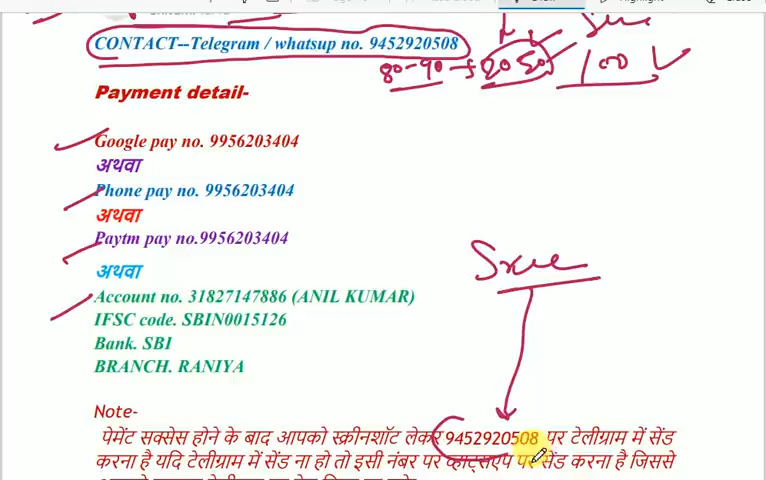 CONTACT--Telegram / whatsup no. 9452920508
80-90
100
Payment detail-
Google pay no. 9956203404
अथवा
Phone pay no. 9956203404
अथवा
Paytm pay no.9956203404
अथवा
Account no. 31827147886 (ANIL KUMAR)
IFSC code. SBIN0015126
Bank. SBI
BRANCH. RANIYA
Note-
पेमेंट सक्सेस होने के बाद आपको स्क्रीनशॉट लेकर 9452920508 पर टेलीग्राम में सेंड
करना है यदि टेलीग्राम में सेंड ना हो तो इसी नंबर पर व्हाट्सएप पर सेंड करना है जिससे